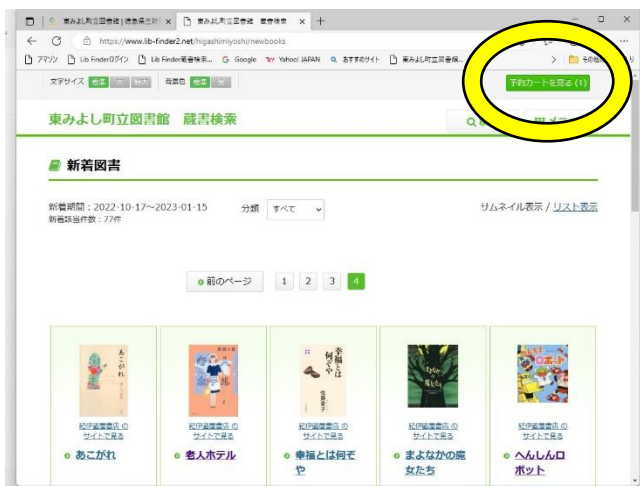 東みよし町立図書館 | 徳島県三好
東みよし町立図書館 蔵書検索
https://www.lib-finder2.net/higashimiyoshi/newbooks
アマゾン
Lib Finderログイン
Lib Finder蔵書検索...
Google
Yahoo! JAPAN
おすすめサイト
東みよし町立図書館...
文字サイズ 標準 大 特大 背景色 標準 黒
予約カートを見る (1)
東みよし町立図書館 蔵書検索
新着図書
新着期間：2022-10-17～2023-01-15 分類 すべて サムネイル表示 / リスト表示
新着該当件数：77件
前のページ 1 2 3 4
あこがれ
老人ホテル
幸福とは何ぞや
佐藤愛子
紀伊國屋書店 の
サイトで見る
紀伊國屋書店 の
サイトで見る
紀伊國屋書店 の
サイトで見る
紀伊國屋書店 の
サイトで見る
紀伊國屋書店 の
サイトで見る
あこがれ
老人ホテル
幸福とは何ぞ
や
まよなかの魔
女たち
へんしんロ
ボット